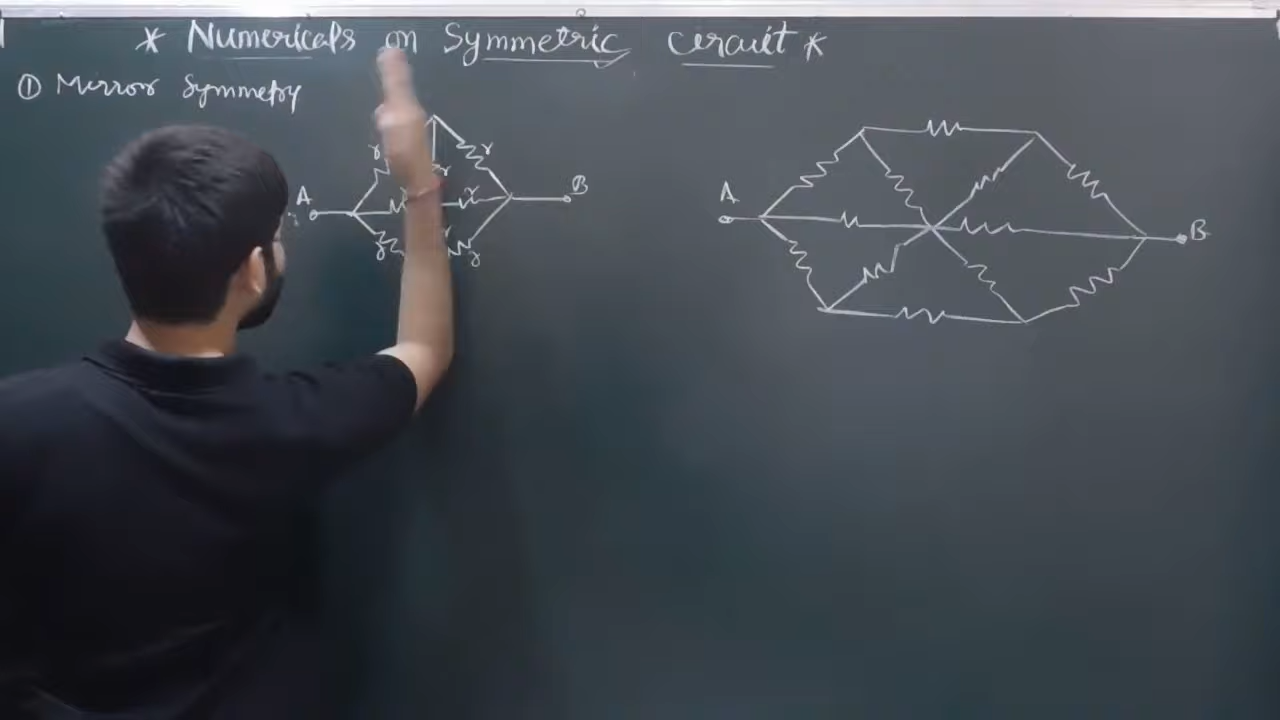 * Numericals on Symmetric Circuit *
① Mirror Symmetry
r r
r
A r r B
r r
A B